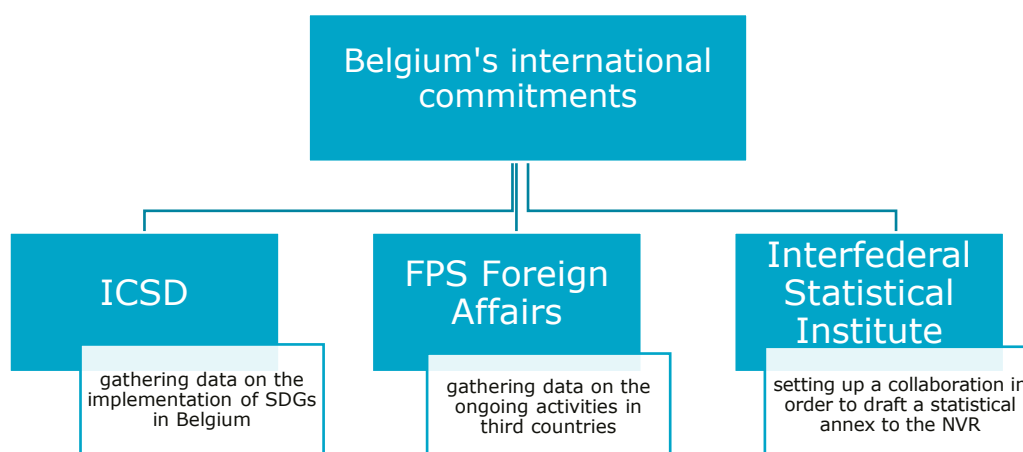 Belgium's international
commitments
ICSD
gathering data on the
implementation of SDGs
in Belgium
FPS Foreign
Affairs
gathering data on the
ongoing activities in
third countries
Interfederal
Statistical
Institute
setting up a collaboration in
order to draft a statistical
annex to the NVR